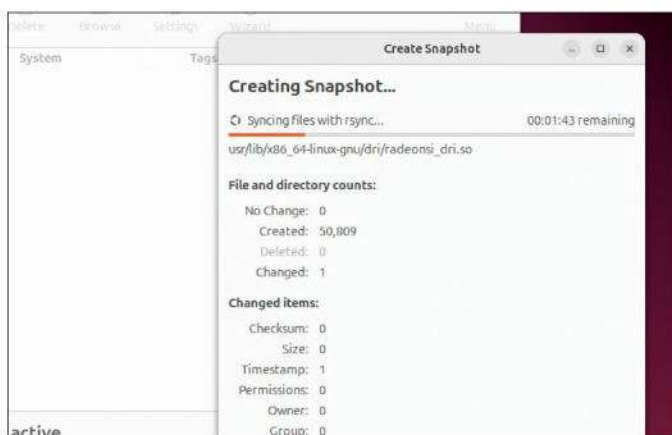 Delete Browse Settings Wizard Menu
System Tags
Create Snapshot
Creating Snapshot...
Syncing files with rsync... 00:01:43 remaining
usr/lib/x86_64-linux-gnu/dri/radeonsi_dri.so
File and directory counts:
No Change: 0
Created: 50,809
Deleted: 0
Changed: 1
Changed items:
Checksum: 0
Size: 0
Timestamp: 1
Permissions: 0
Owner: 0
Group: 0
active